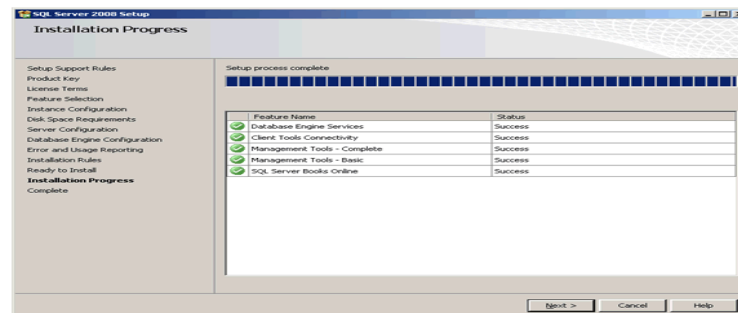 SQL Server 2008 Setup
Installation Progress
Setup Support Rules
Product Key
License Terms
Feature Selection
Instance Configuration
Disk Space Requirements
Server Configuration
Database Engine Configuration
Error and Usage Reporting
Installation Rules
Ready to Install
Installation Progress
Complete
Setup process complete
Feature Name Status
Database Engine Services Success
Client Tools Connectivity Success
Management Tools - Complete Success
Management Tools - Basic Success
SQL Server Books Online Success
Next > Cancel Help